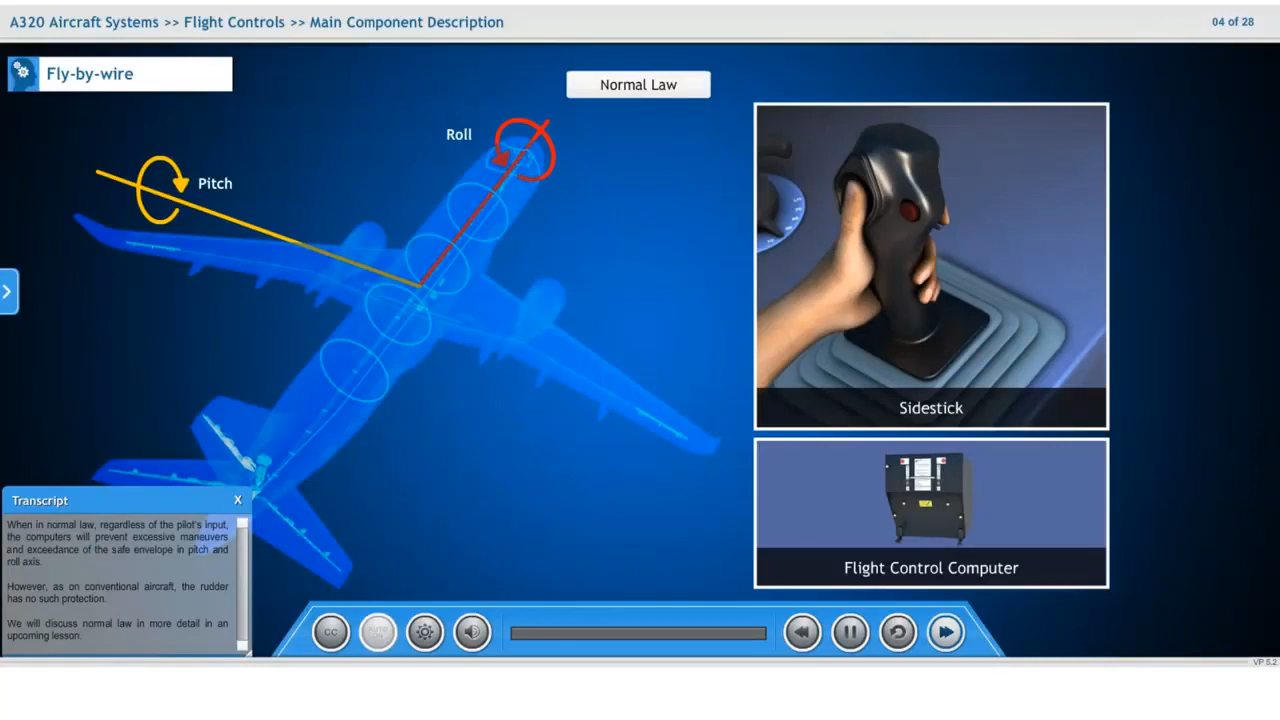 A320 Aircraft Systems >> Flight Controls >> Main Component Description
04 of 28
Fly-by-wire
Normal Law
Roll
Pitch
Sidestick
Flight Control Computer
Transcript
X
When in normal law, regardless of the pilot's input,
the computers will prevent excessive maneuvers
and exceedance of the safe envelope in pitch and
roll axis.
However, as on conventional aircraft, the rudder
has no such protection.
We will discuss normal law in more detail in an
upcoming lesson.
CC
VP 5.2